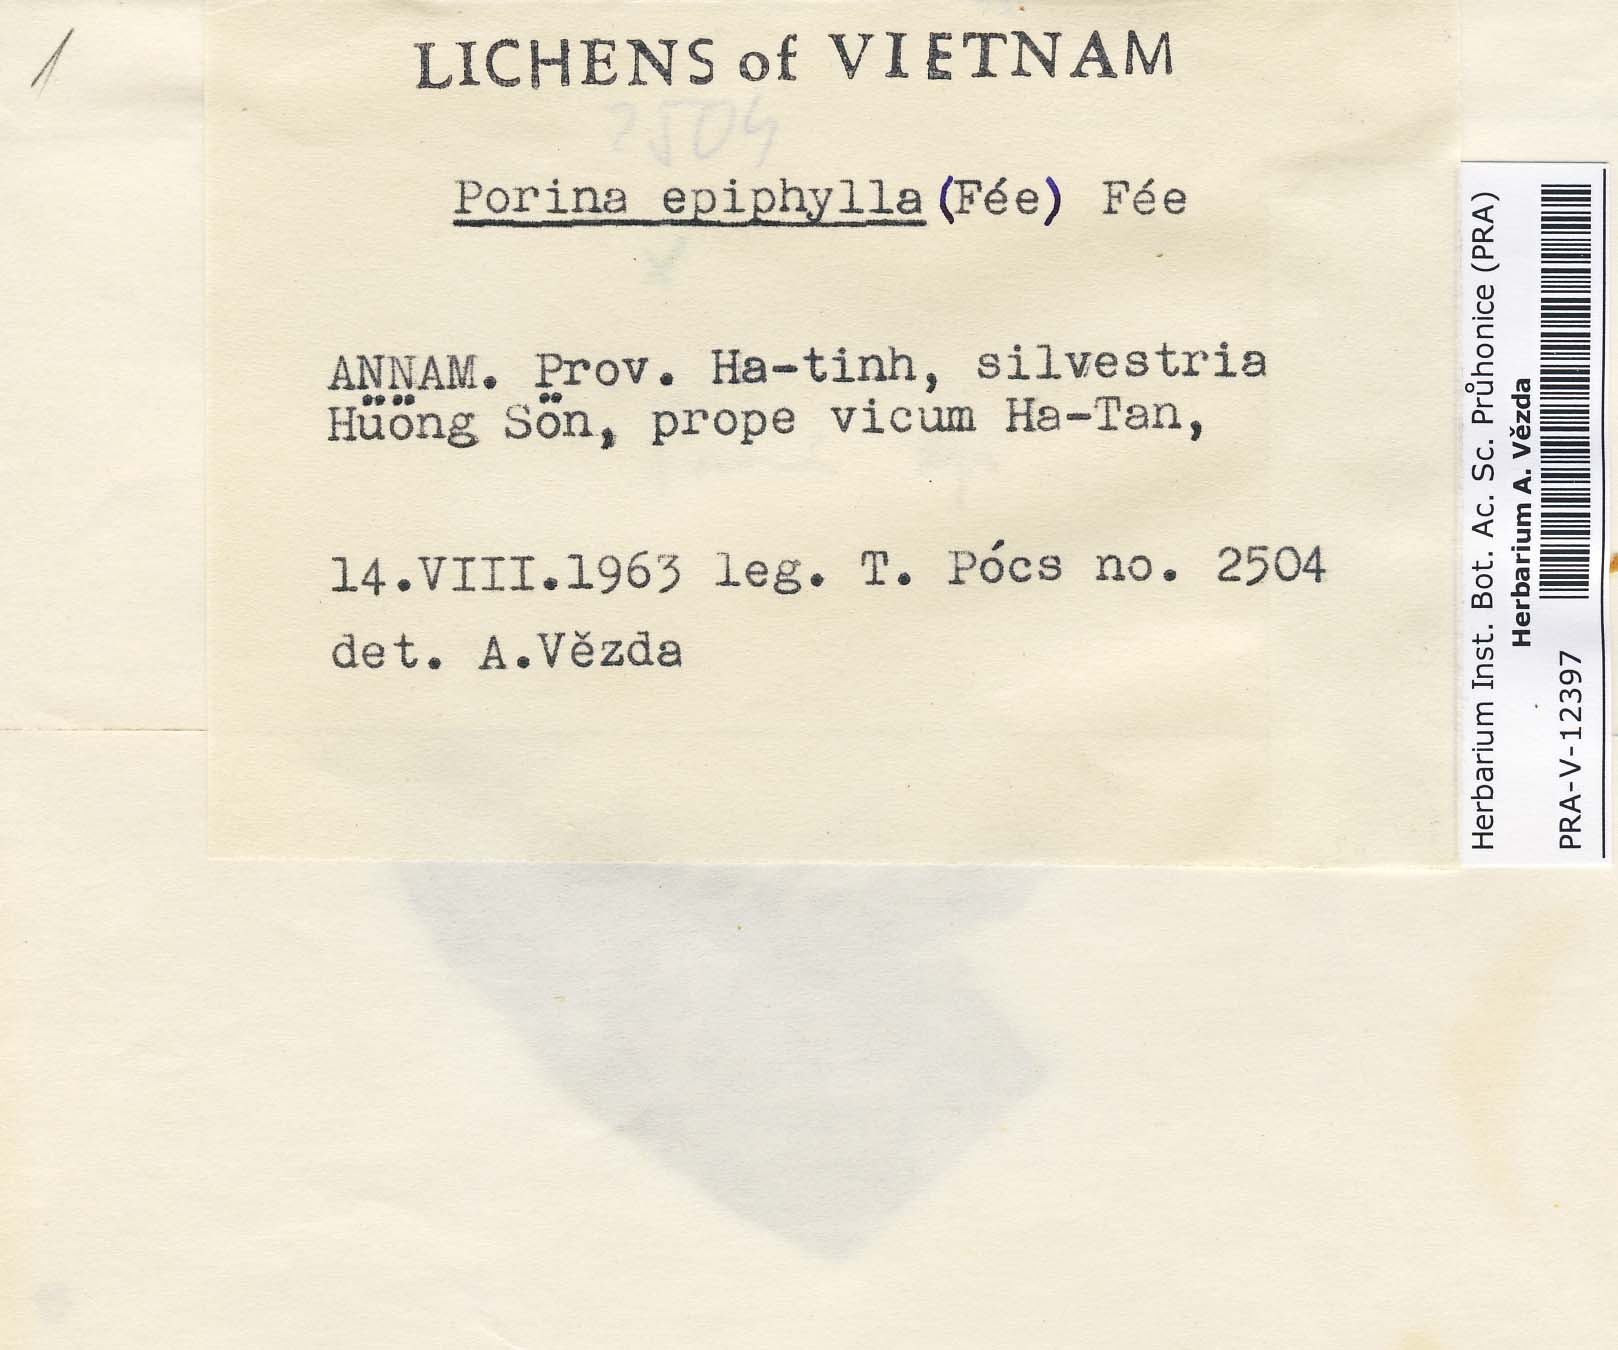 1
LICHENS of VIETNAM
2504
Porina epiphylla (Fée) Fée
ANNAM. Prov. Ha-tinh, silvestria
Hüöng Sön, prope vicum Ha-Tan,
14.VIII.1963 leg. T. Pócs no. 2504
det. A.Vězda
Herbarium Inst. Bot. Ac. Sc. Průhonice (PRA)
Herbarium A. Vězda
PRA-V-12397